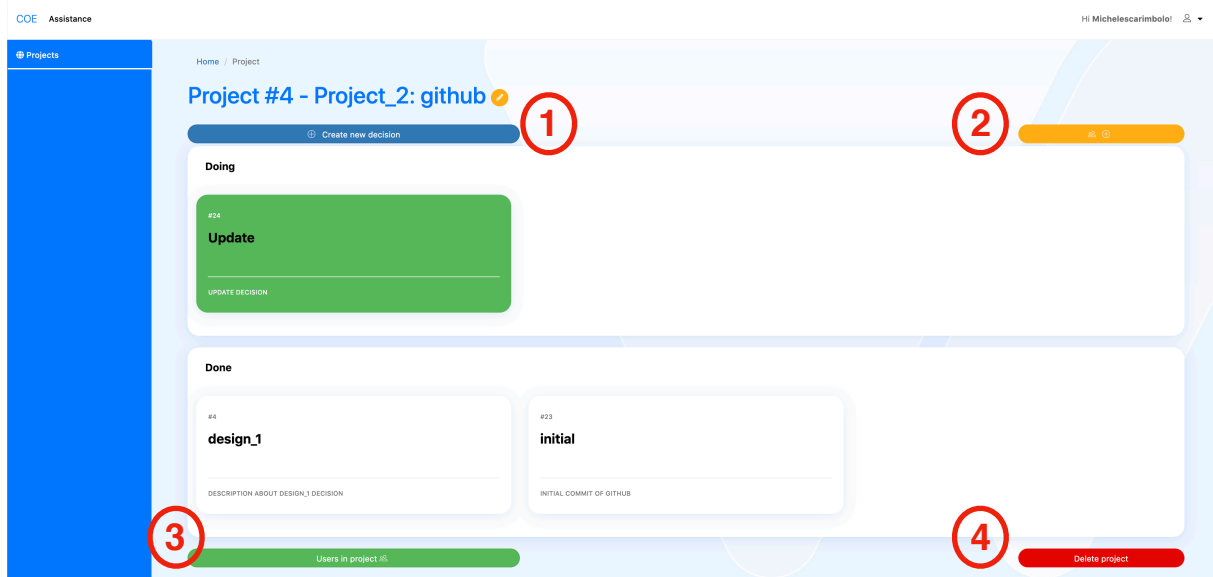 COE Assistance
Hi Michelescarimbolo!
Projects
Home / Project
Project #4 - Project_2: github
1
2
Create new decision
Doing
#24
Update
UPDATE DECISION
Done
#4
design_1
DESCRIPTION ABOUT DESIGN_1 DECISION
#23
initial
INITIAL COMMIT OF GITHUB
3
4
Users in project
Delete project